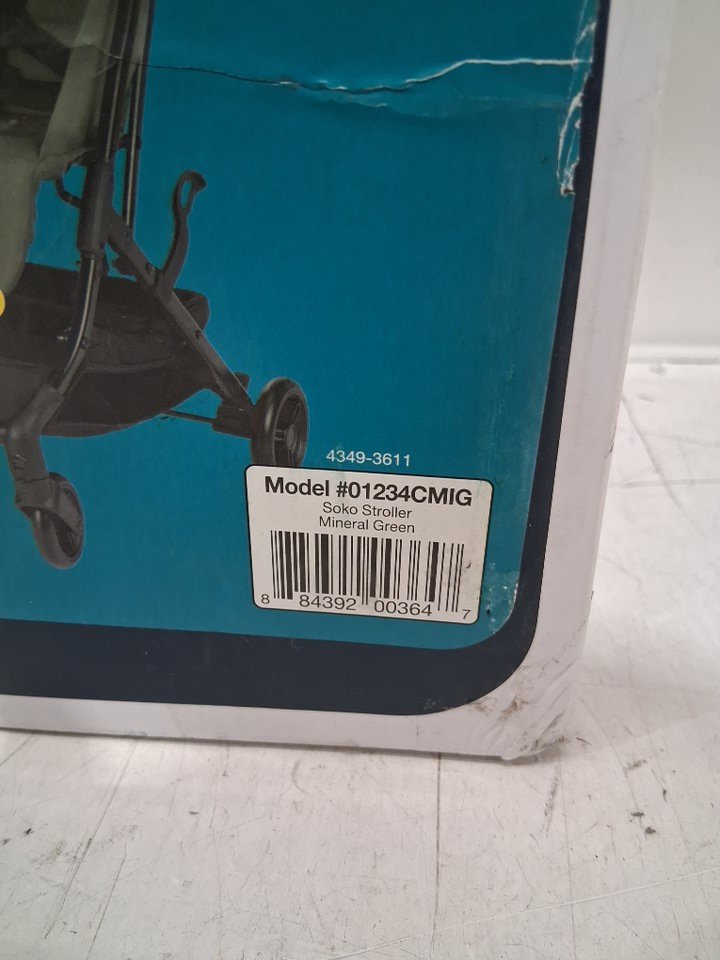 4349-3611
Model #01234CMIG
Soko Stroller
Mineral Green
8 84392 00364 7